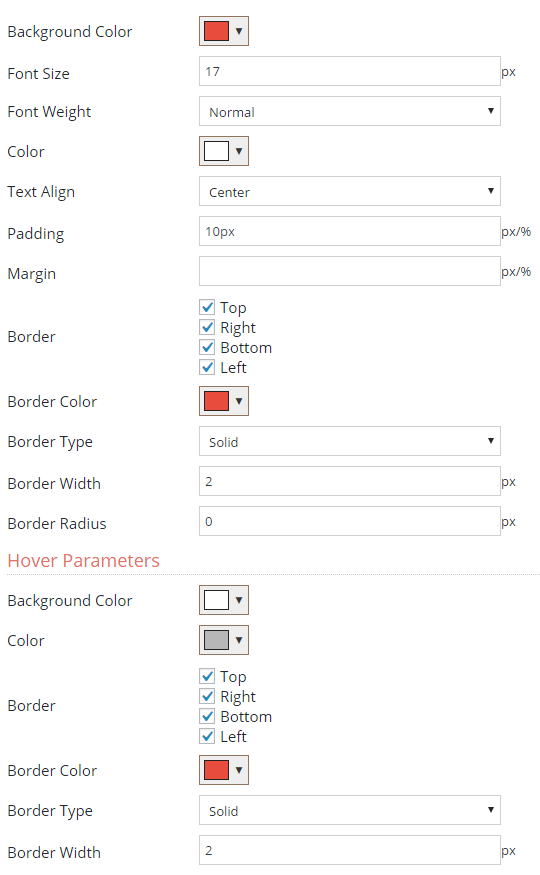 Background Color
Font Size 17 px
Font Weight Normal
Color
Text Align Center
Padding 10px px/%
Margin px/%
Border
Top
Right
Bottom
Left
Border Color
Border Type Solid
Border Width 2 px
Border Radius 0 px
Hover Parameters
Background Color
Color
Border
Top
Right
Bottom
Left
Border Color
Border Type Solid
Border Width 2 px